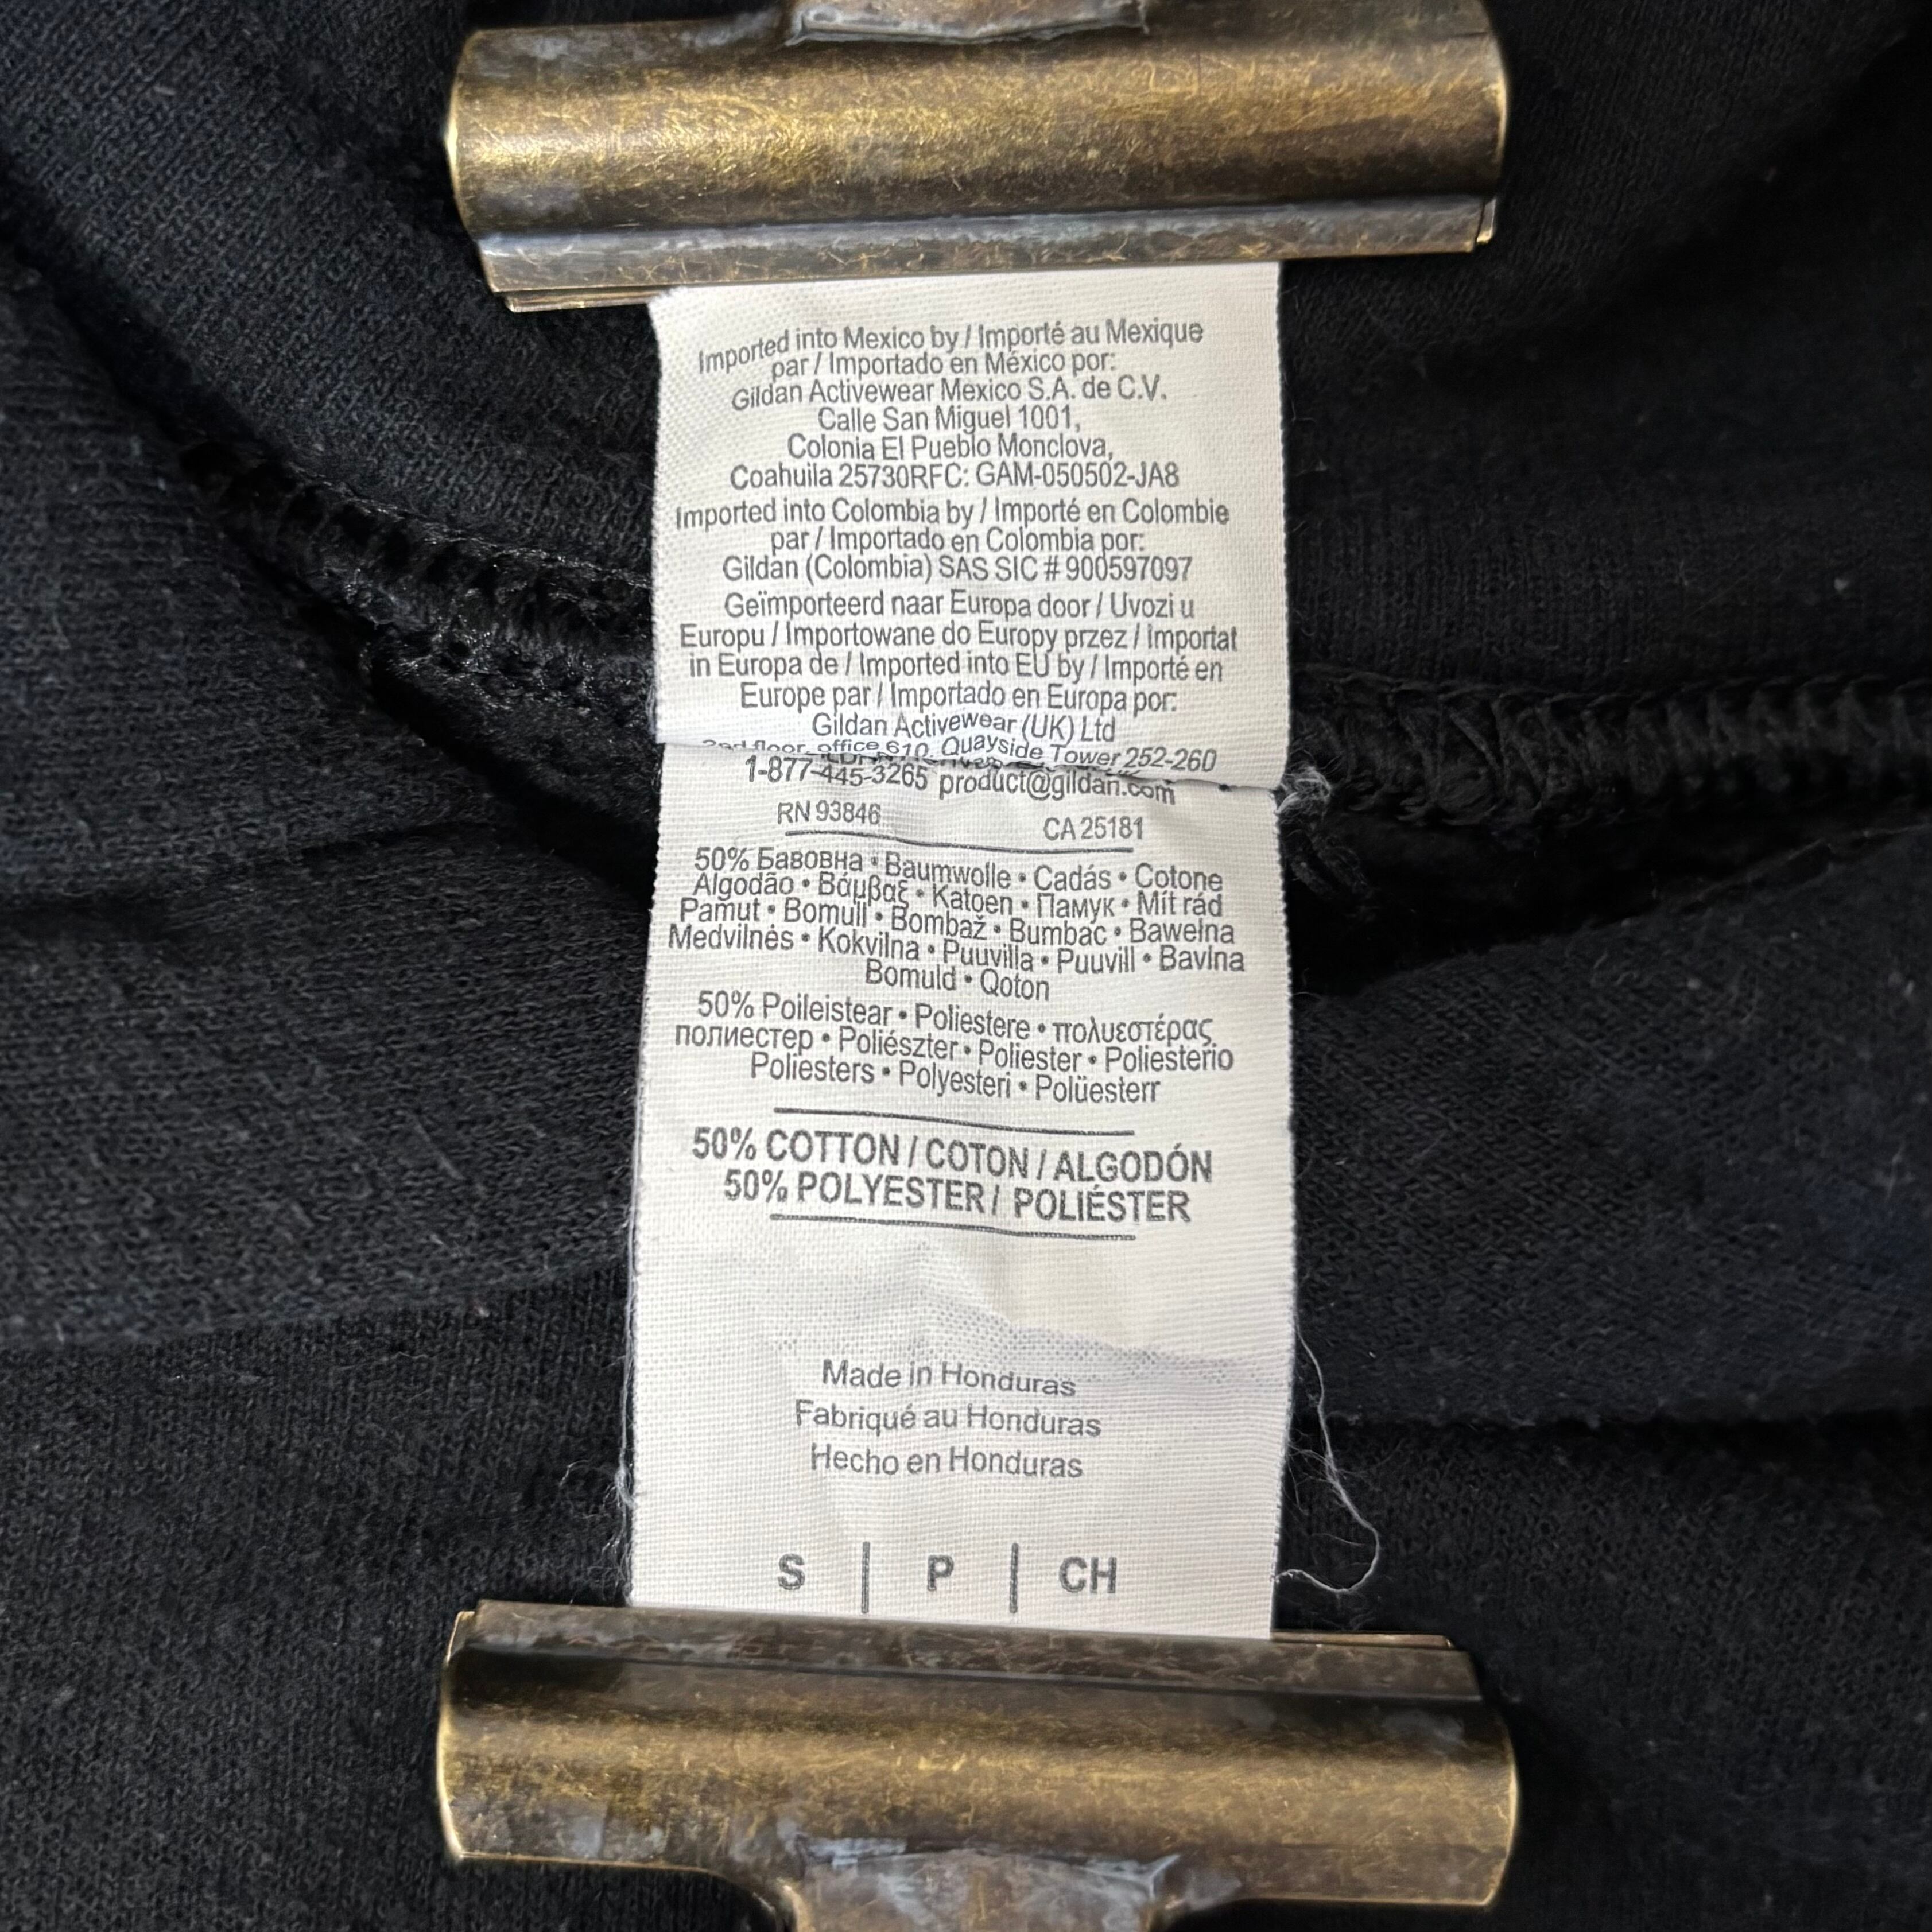 Imported into Mexico by / Importé au Mexique
par / Importado en México por:
Gildan Activewear Mexico S.A. de C.V.
Calle San Miguel 1001,
Colonia El Pueblo Monclova,
Coahuila 25730RFC: GAM-050502-JA8
Imported into Colombia by / Importé en Colombie
par / Importado en Colombia por:
Gildan (Colombia) SAS SIC # 900597097
Geïmporteerd naar Europa door / Uvozi u
Europu / Importowane do Europy przez / Importat
in Europa de / Imported into EU by / Importé en
Europe par / Importado en Europa por:
Gildan Activewear (UK) Ltd
2nd floor, office 610, Quayside Tower 252-260
1-877-445-3265 product@gildan.com
RN 93846 CA 25181
50% Бавовна • Baumwolle • Cadás • Cotone
Algodão • Βάμβαξ • Katoen • Памук • Mít rád
Pamut • Bomull • Bombaž • Bumbac • Bawełna
Medvilnės • Kokvilna • Puuvilla • Puuvill • Bavlna
Bomuld • Qoton
50% Poileistear • Poliestere • πολυεστέρας
полиестер • Poliészter • Poliester • Poliesterio
Poliesters • Polyesteri • Polüesterr
50% COTTON / COTON / ALGODÓN
50% POLYESTER / POLIÉSTER
Made in Honduras
Fabriqué au Honduras
Hecho en Honduras
S | P | CH